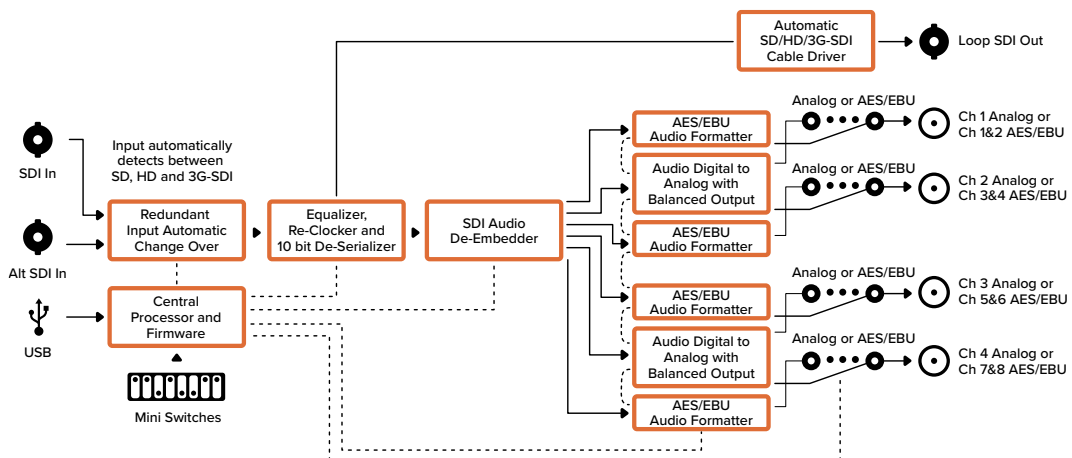 Automatic
SD/HD/3G-SDI
Cable Driver
Loop SDI Out
SDI In
Input automatically
detects between
SD, HD and 3G-SDI
Alt SDI In
Redundant
Input Automatic
Change Over
Equalizer,
Re-Clocker and
10 bit De-Serializer
SDI Audio
De-Embedder
USB
Central
Processor and
Firmware
Mini Switches
AES/EBU
Audio Formatter
Audio Digital to
Analog with
Balanced Output
AES/EBU
Audio Formatter
AES/EBU
Audio Formatter
Audio Digital to
Analog with
Balanced Output
AES/EBU
Audio Formatter
Analog or AES/EBU
Ch 1 Analog or
Ch 1&2 AES/EBU
Analog or AES/EBU
Ch 2 Analog or
Ch 3&4 AES/EBU
Analog or AES/EBU
Ch 3 Analog or
Ch 5&6 AES/EBU
Analog or AES/EBU
Ch 4 Analog or
Ch 7&8 AES/EBU